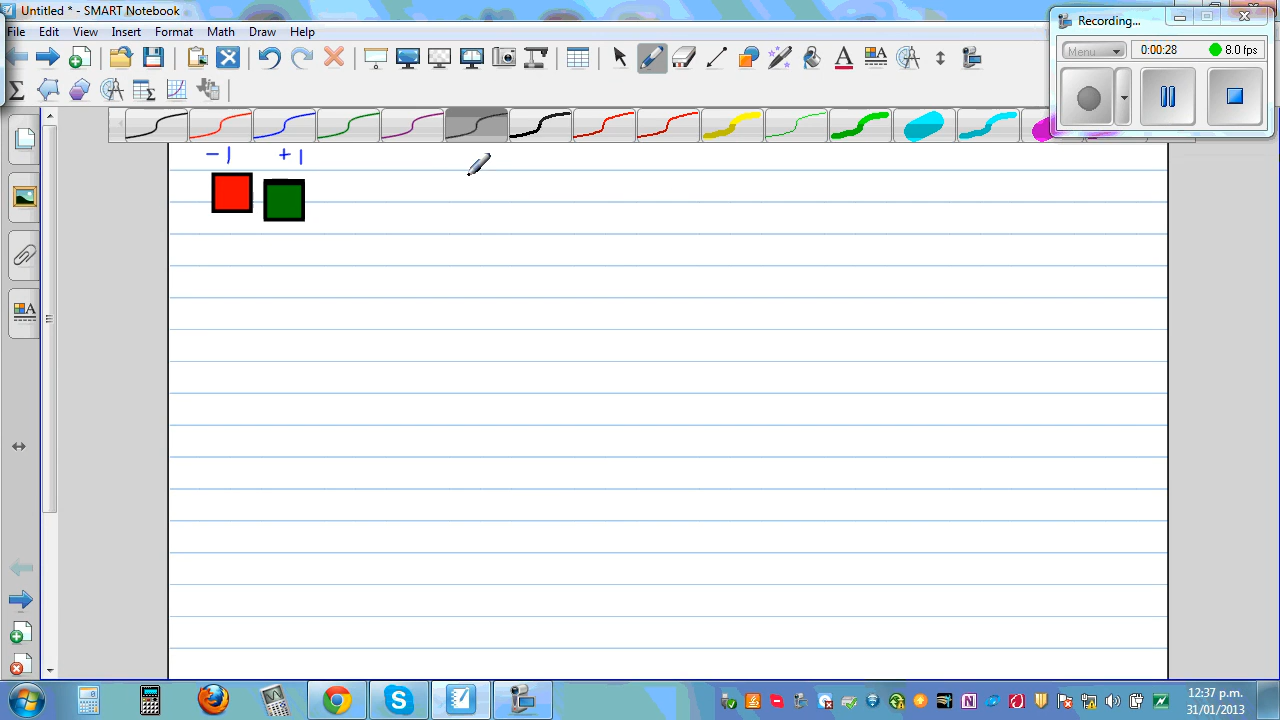 Untitled * - SMART Notebook
Recording...
File Edit View Insert Format Math Draw Help
Menu
:00:28
8.0 fps
− 1 + 1
12:37 p.m.
31/01/2013